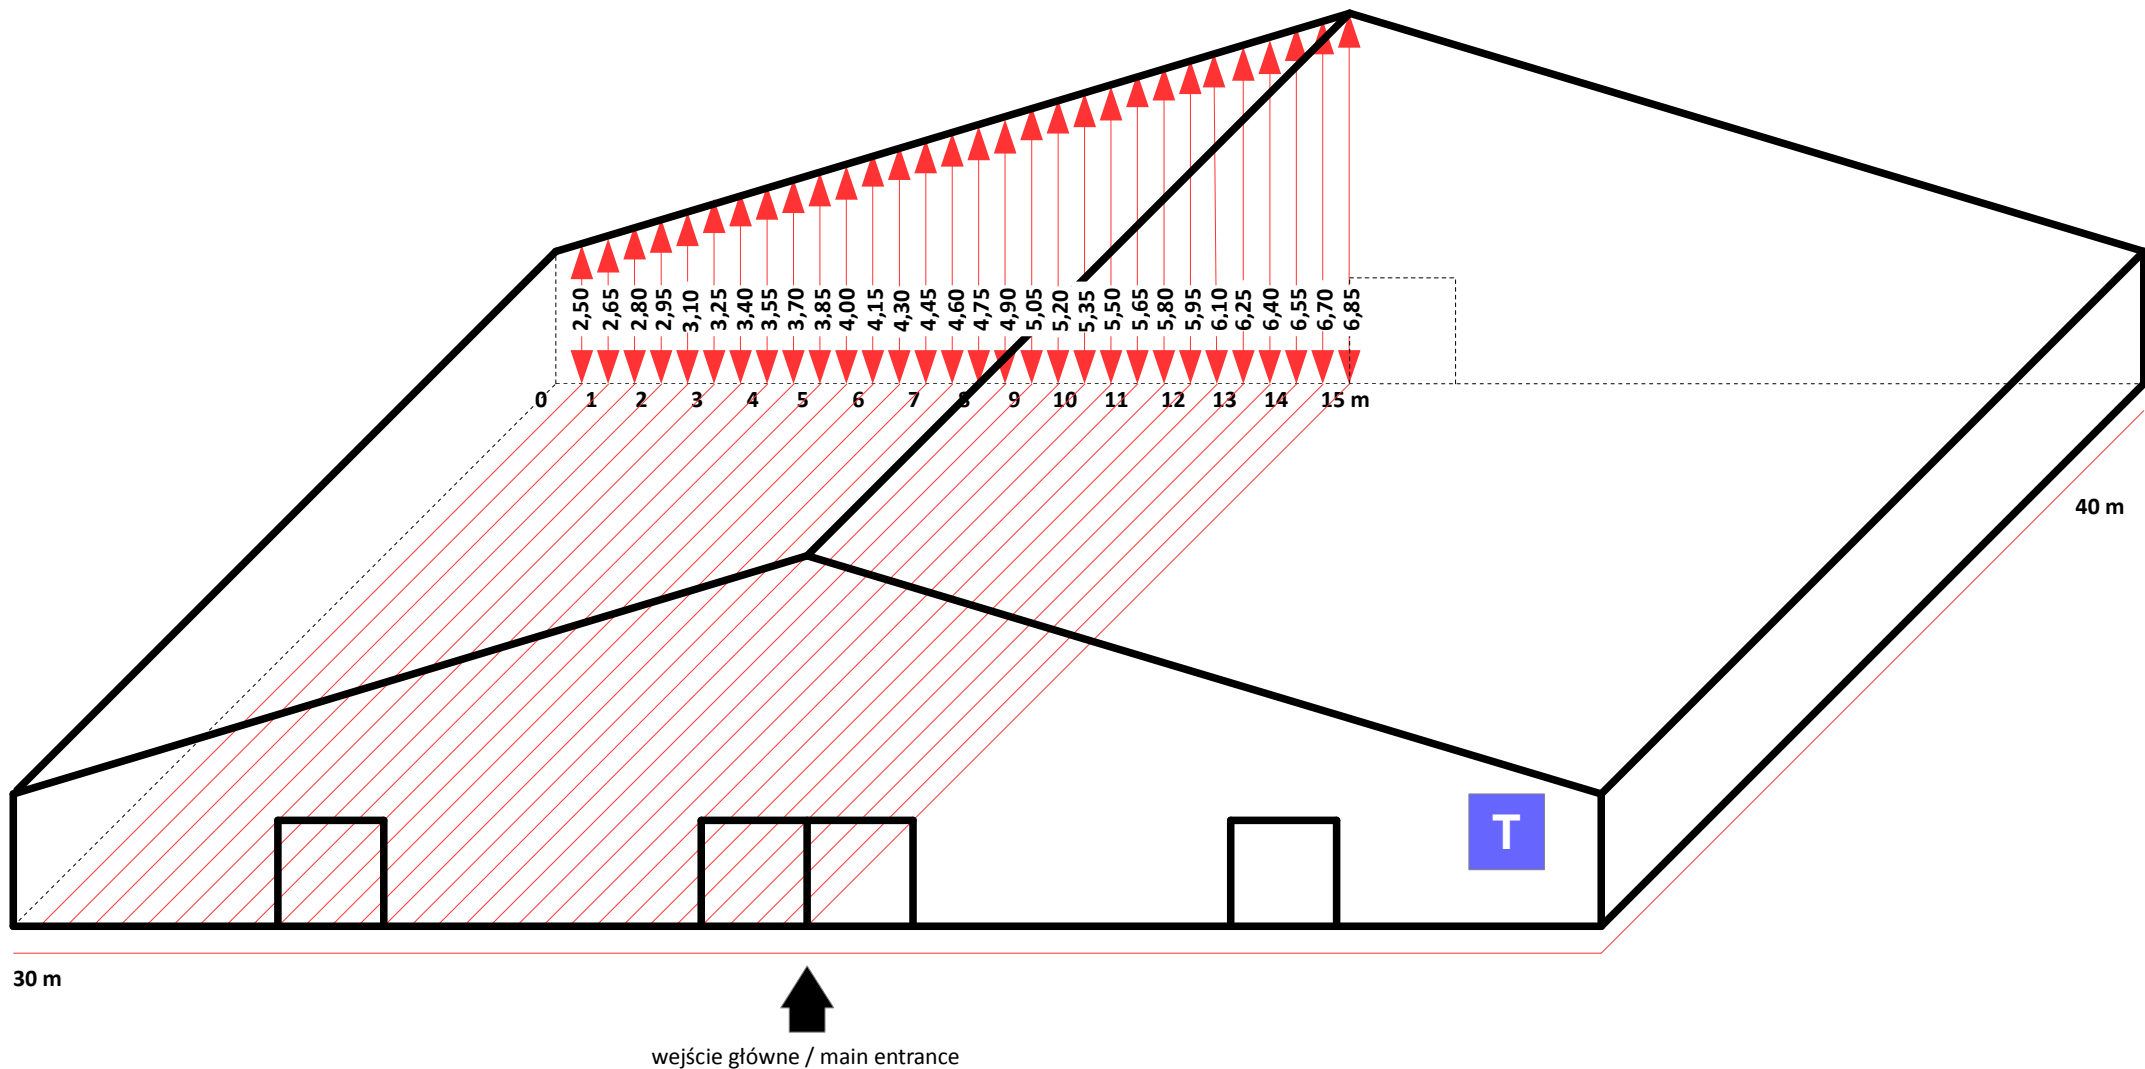 2,50 2,65 2,80 2,95 3,10 3,25 3,40 3,55 3,70 3,85 4,00 4,15 4,30 4,45 4,60 4,75 4,90 5,05 5,20 5,35 5,50 5,65 5,80 5,95 6.10 6,25 6,40 6,55 6,70 6,85
0 1 2 3 4 5 6 7 8 9 10 11 12 13 14 15 m
40 m
T
30 m
wejście główne / main entrance